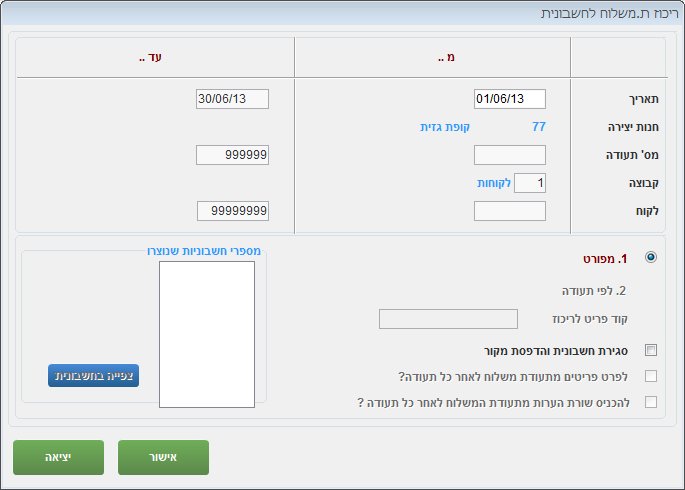 ריכוז ת.משלוח לחשבונית
מ .. עד ..
תאריך 01/06/13 30/06/13
חנות יצירה 77 קופת גזית
מס' תעודה 999999
קבוצה 1 לקוחות
לקוח 99999999
1. מפורט
2. לפי תעודה
קוד פריט לריכוז
סגירת חשבונית והדפסת מקור
לפרט פריטים מתעודת משלוח לאחר כל תעודה?
להכניס שורת הערות מתעודת המשלוח לאחר כל תעודה ?
מספרי חשבוניות שנוצרו
צפייה בחשבונית
אישור יציאה